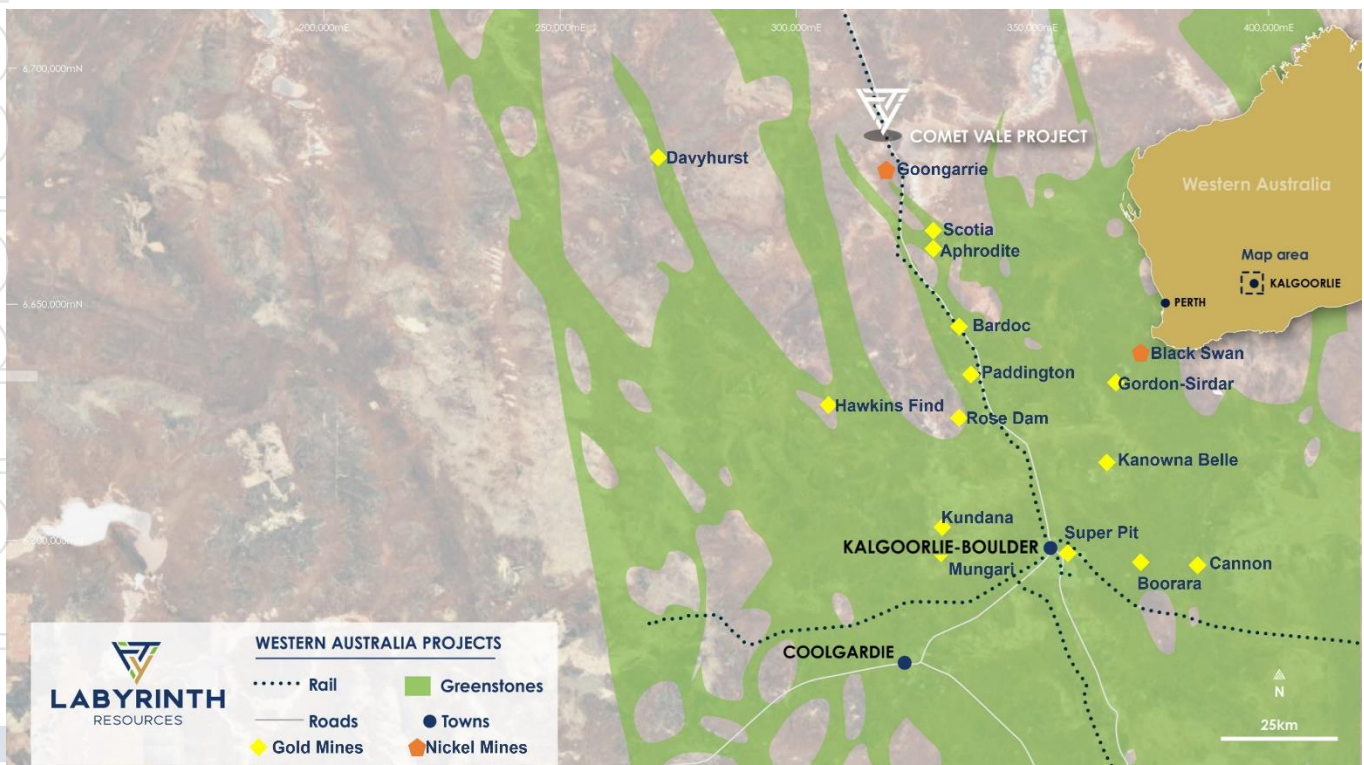 200,000mE
250,000mE
300,000mE
350,000mE
400,000mE
6,700,000mN
COMET VALE PROJECT
Davyhurst
Goongarrie
Western Australia
Scotia
Aphrodite
Map area
KALGOORLIE
PERTH
6,650,000mN
Bardoc
Black Swan
Paddington
Gordon-Sirdar
Hawkins Find
Rose Dam
Kanowna Belle
Kundana
Super Pit
KALGOORLIE-BOULDER
Mungari
Cannon
Boorara
COOLGARDIE
LABYRINTH
RESOURCES
WESTERN AUSTRALIA PROJECTS
Rail
Greenstones
Roads
Towns
Gold Mines
Nickel Mines
N
25km